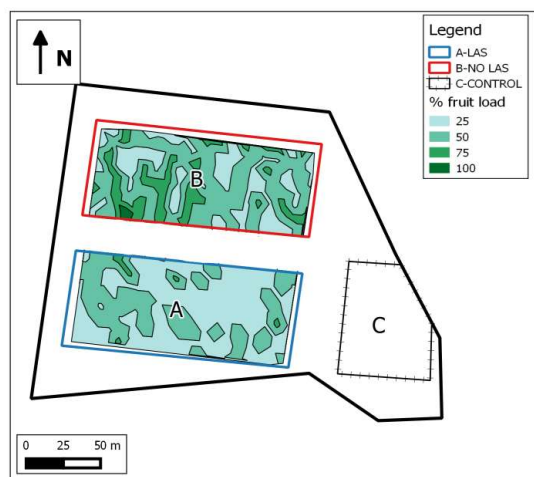 N
Legend
A-LAS
B-NO LAS
C-CONTROL
% fruit load
25
50
75
100
B
A
C
0 25 50 m